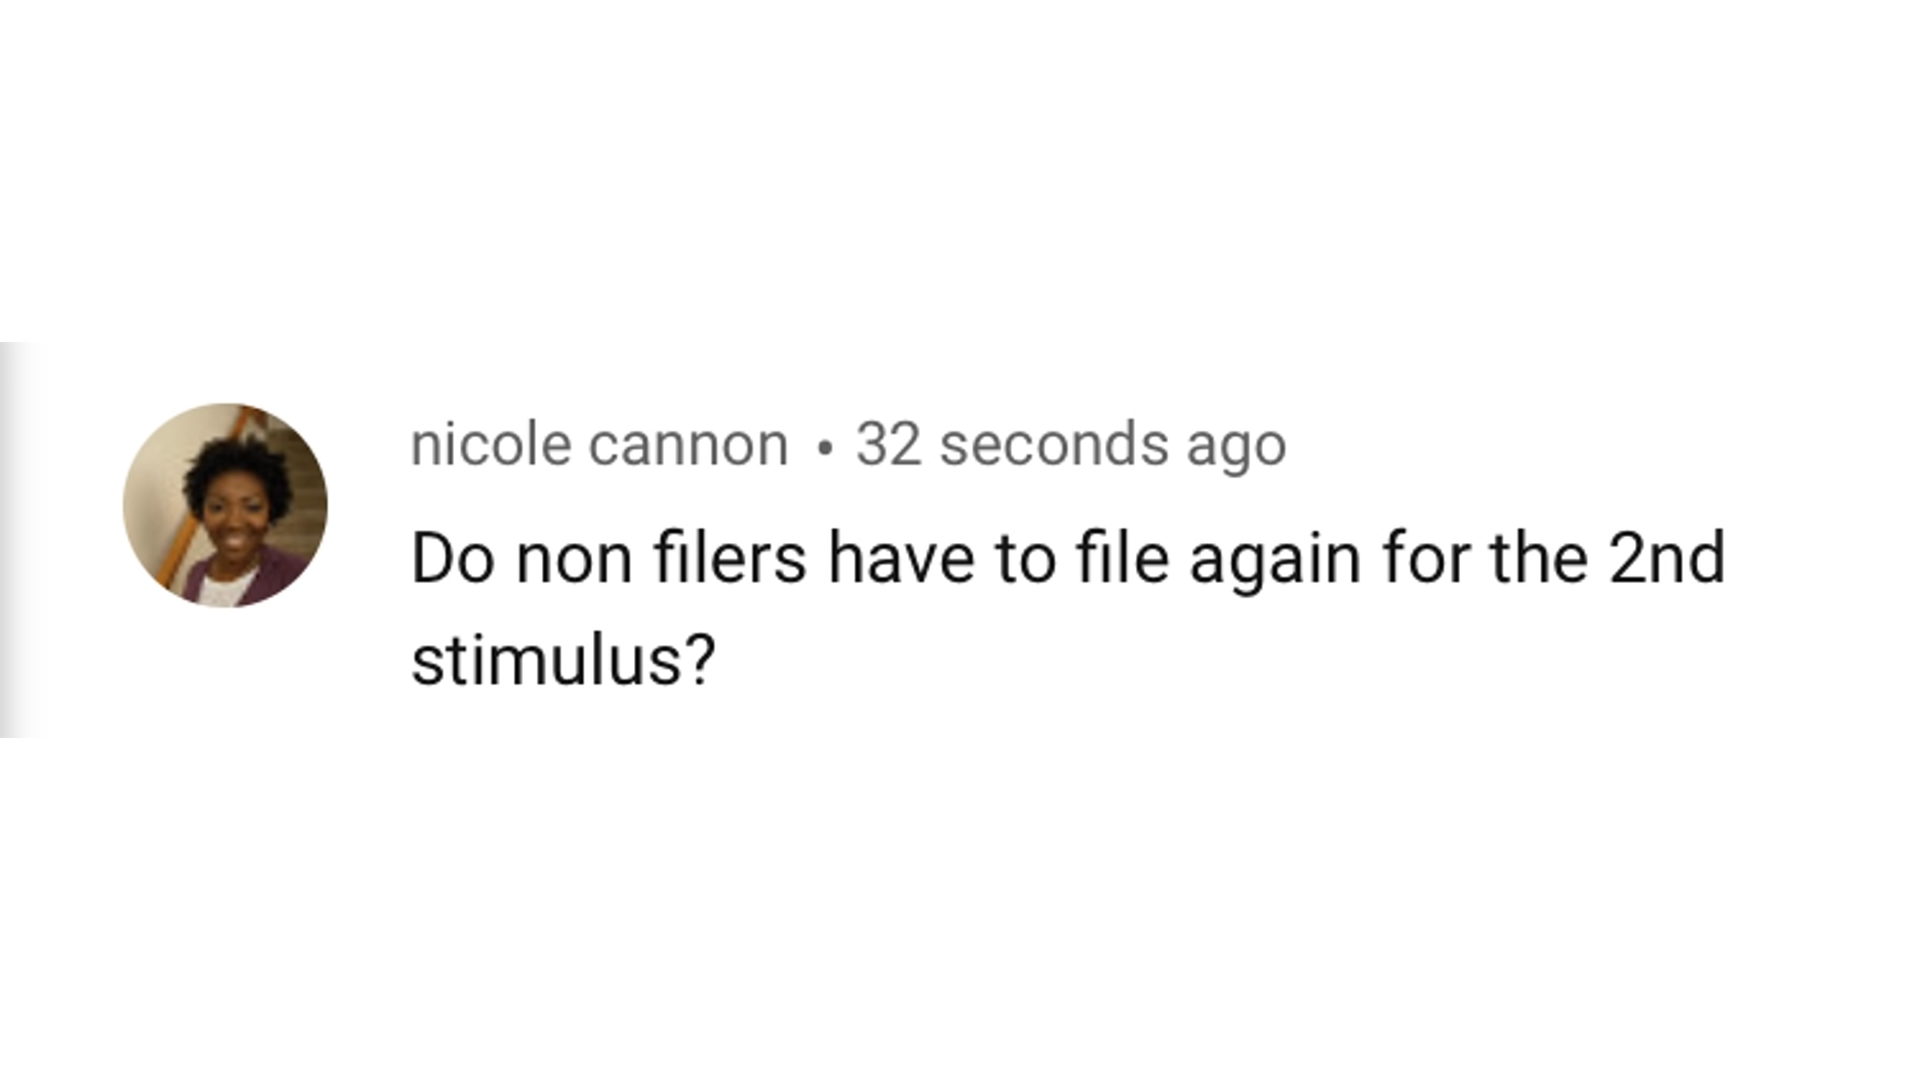 nicole cannon • 32 seconds ago
Do non filers have to file again for the 2nd
stimulus?